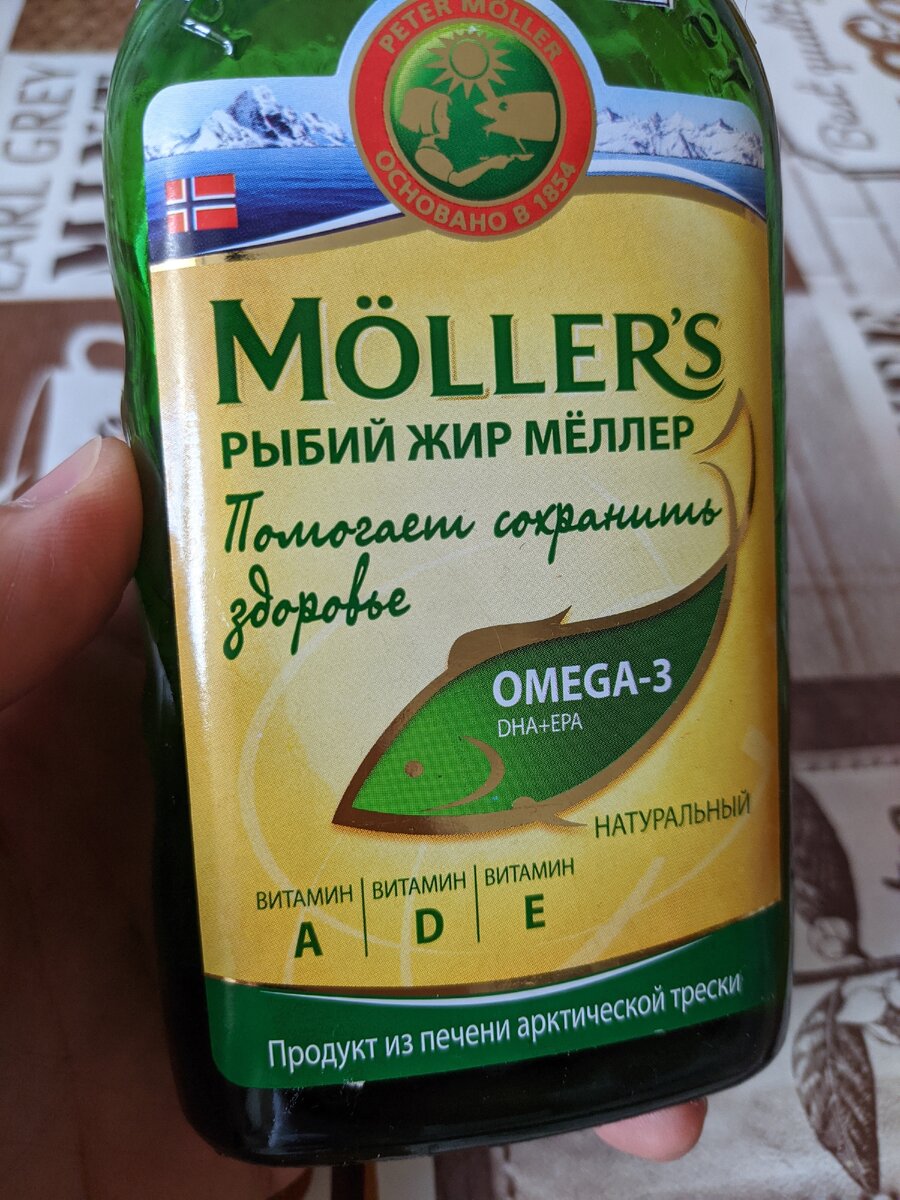 PETER MÖLLER
ОСНОВАНО В 1854
MÖLLER'S
РЫБИЙ ЖИР МЁЛЛЕР
Помогает сохранить
здоровье
OMEGA-3
DHA+EPA
НАТУРАЛЬНЫЙ
ВИТАМИН ВИТАМИН ВИТАМИН
A D E
Продукт из печени арктической трески
EARL GREY
Best